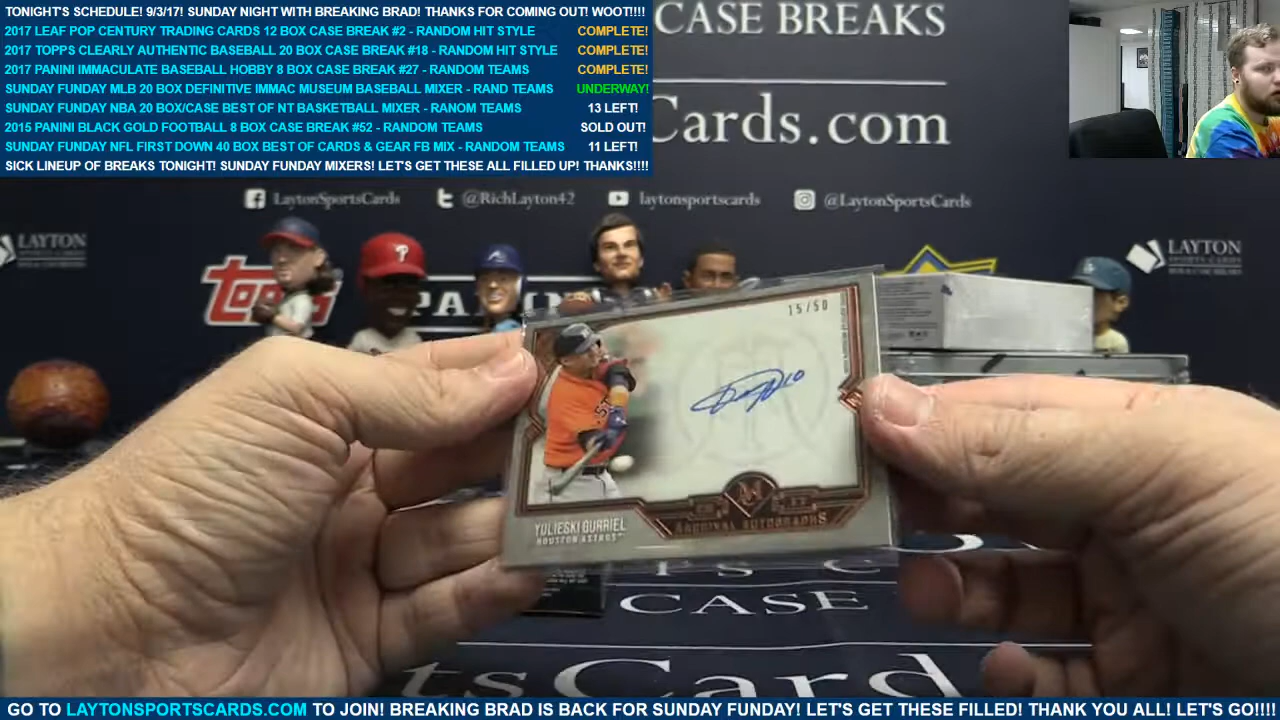 TONIGHT'S SCHEDULE! 9/3/17! SUNDAY NIGHT WITH BREAKING BRAD! THANKS FOR COMING OUT! WOOT!!!!
2017 LEAF POP CENTURY TRADING CARDS 12 BOX CASE BREAK #2 - RANDOM HIT STYLE COMPLETE!
2017 TOPPS CLEARLY AUTHENTIC BASEBALL 20 BOX CASE BREAK #18 - RANDOM HIT STYLE COMPLETE!
2017 PANINI IMMACULATE BASEBALL HOBBY 8 BOX CASE BREAK #27 - RANDOM TEAMS COMPLETE!
SUNDAY FUNDAY MLB 20 BOX DEFINITIVE IMMAC MUSEUM BASEBALL MIXER - RAND TEAMS UNDERWAY!
SUNDAY FUNDAY NBA 20 BOX/CASE BEST OF NT BASKETBALL MIXER - RANOM TEAMS 13 LEFT!
2015 PANINI BLACK GOLD FOOTBALL 8 BOX CASE BREAK #52 - RANDOM TEAMS SOLD OUT!
SUNDAY FUNDAY NFL FIRST DOWN 40 BOX BEST OF CARDS & GEAR FB MIX - RANDOM TEAMS 11 LEFT!
SICK LINEUP OF BREAKS TONIGHT! SUNDAY FUNDAY MIXERS! LET'S GET THESE ALL FILLED UP! THANKS!!!!
CASE BREAKS
Cards.com
LaytonSportsCards @RichLayton42 laytonsportscards @LaytonSportsCards
LAYTON
LAYTON
topps
PANINI
15/50
YULIESKI GURRIEL
HOUSTON ASTROS
ARCHIVAL AUTOGRAPHS
CASE
tsCard
GO TO LAYTONSPORTSCARDS.COM TO JOIN! BREAKING BRAD IS BACK FOR SUNDAY FUNDAY! LET'S GET THESE FILLED! THANK YOU ALL! LET'S GO!!!!